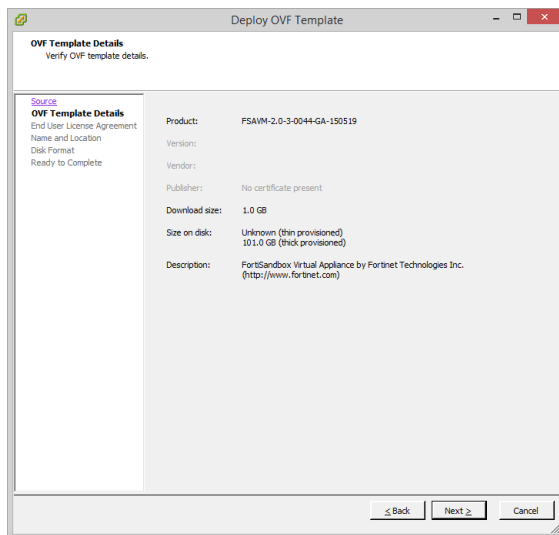 Deploy OVF Template
OVF Template Details
Verify OVF template details.
Source
OVF Template Details
End User License Agreement
Name and Location
Disk Format
Ready to Complete
Product: FSAVM-2.0-3-0044-GA-150519
Version:
Vendor:
Publisher: No certificate present
Download size: 1.0 GB
Size on disk: Unknown (thin provisioned)
101.0 GB (thick provisioned)
Description: FortiSandbox Virtual Appliance by Fortinet Technologies Inc.
(http://www.fortinet.com)
< Back Next > Cancel